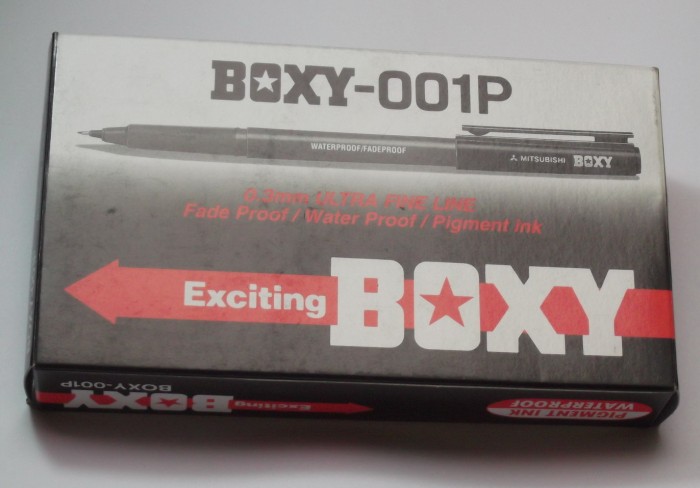 BOXY-001P
WATERPROOF/FADEPROOF
MITSUBISHI BOXY
0.3mm ULTRA FINE LINE
Fade Proof / Water Proof / Pigment ink
Exciting BOXY
BOXY-001P
Exciting BOXY
PIGMENT INK
WATERPROOF